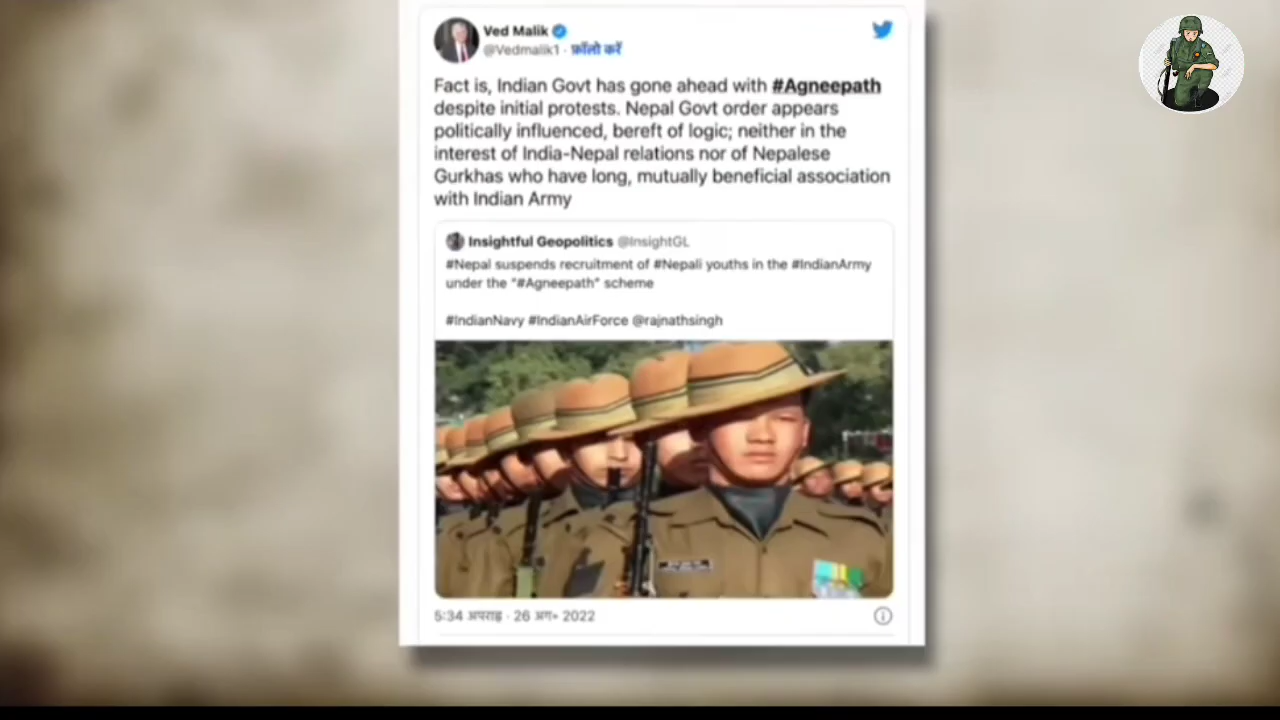 Ved Malik
@Vedmalik1 · फ़ॉलो करें
Fact is, Indian Govt has gone ahead with #Agneepath
despite initial protests. Nepal Govt order appears
politically influenced, bereft of logic; neither in the
interest of India-Nepal relations nor of Nepalese
Gurkhas who have long, mutually beneficial association
with Indian Army
Insightful Geopolitics @InsightGL
#Nepal suspends recruitment of #Nepali youths in the #IndianArmy
under the "#Agneepath" scheme
#IndianNavy #IndianAirForce @rajnathsingh
5:34 अपराह्न · 26 अग॰ 2022